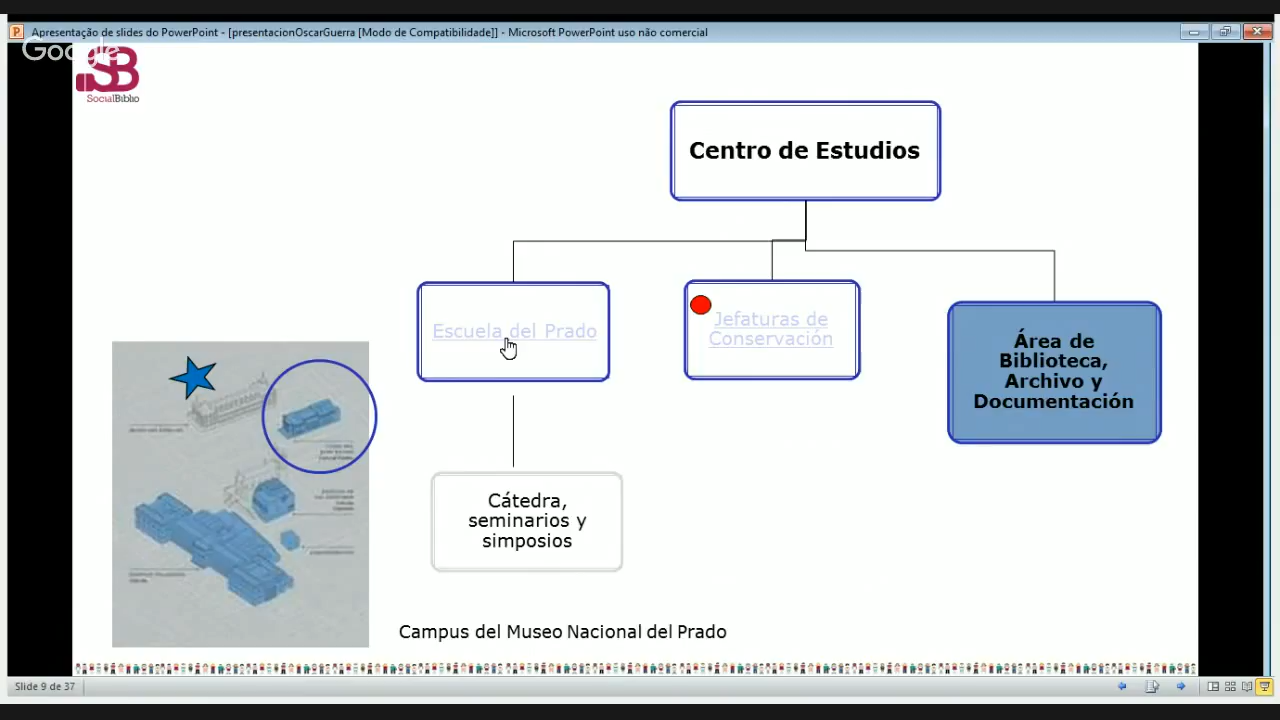 Apresentação de slides do PowerPoint - [presentacionOscarGuerra [Modo de Compatibilidade]] - Microsoft PowerPoint uso não comercial
Google
SB
SocialBiblio
Centro de Estudios
Escuela del Prado
Jefaturas de
Conservación
Área de
Biblioteca,
Archivo y
Documentación
Cátedra,
seminarios y
simposios
Campus del Museo Nacional del Prado
Slide 9 de 37